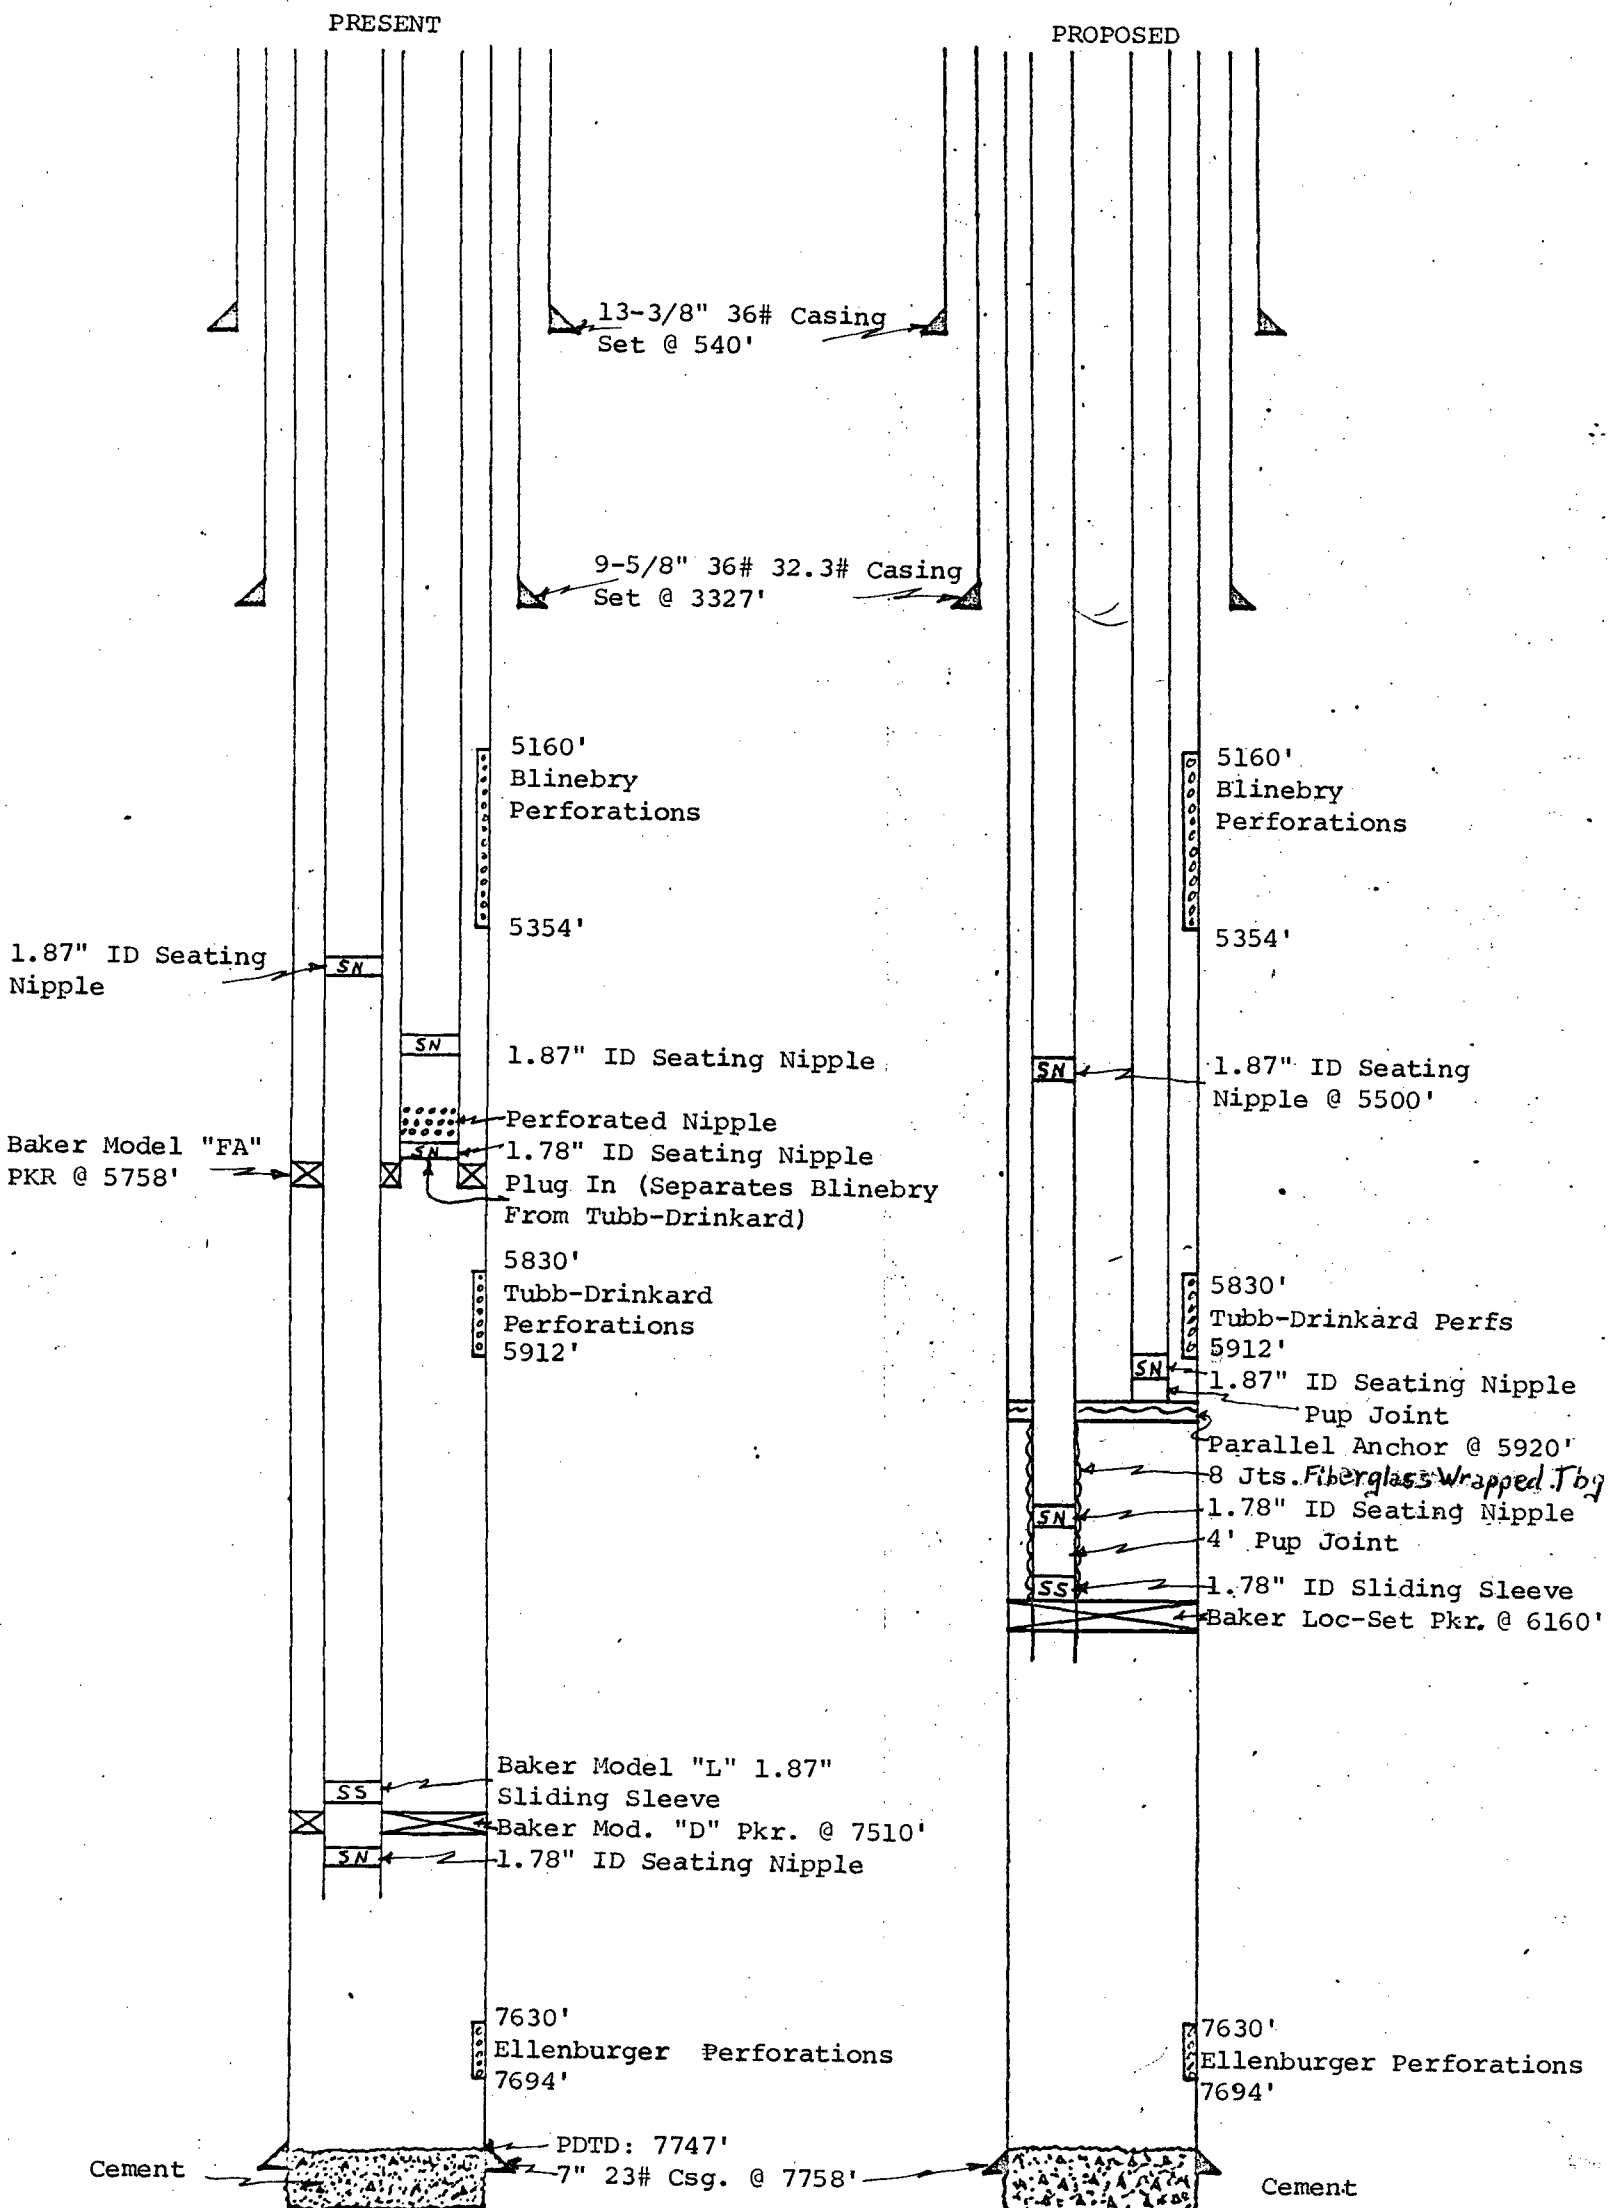 PRESENT
PROPOSED
13-3/8" 36# Casing
Set @ 540'
9-5/8" 36# 32.3# Casing
Set @ 3327'
5160'
Blinebry
Perforations
5354'
1.87" ID Seating
Nipple
SN
SN
1.87" ID Seating Nipple
Perforated Nipple
SN
1.78" ID Seating Nipple
Plug In (Separates Blinebry
From Tubb-Drinkard)
Baker Model "FA"
PKR @ 5758'
5830'
Tubb-Drinkard
Perforations
5912'
SS
Baker Model "L" 1.87"
Sliding Sleeve
Baker Mod. "D" Pkr. @ 7510'
SN
1.78" ID Seating Nipple
7630'
Ellenburger Perforations
7694'
PDTD: 7747'
7" 23# Csg. @ 7758'
Cement
5160'
Blinebry
Perforations
5354'
SN
1.87" ID Seating
Nipple @ 5500'
5830'
Tubb-Drinkard Perfs
5912'
SN
1.87" ID Seating Nipple
Pup Joint
Parallel Anchor @ 5920'
8 Jts. Fiberglass Wrapped Tbg
SN
1.78" ID Seating Nipple
4' Pup Joint
SS
1.78" ID Sliding Sleeve
Baker Loc-Set Pkr. @ 6160'
7630'
Ellenburger Perforations
7694'
Cement